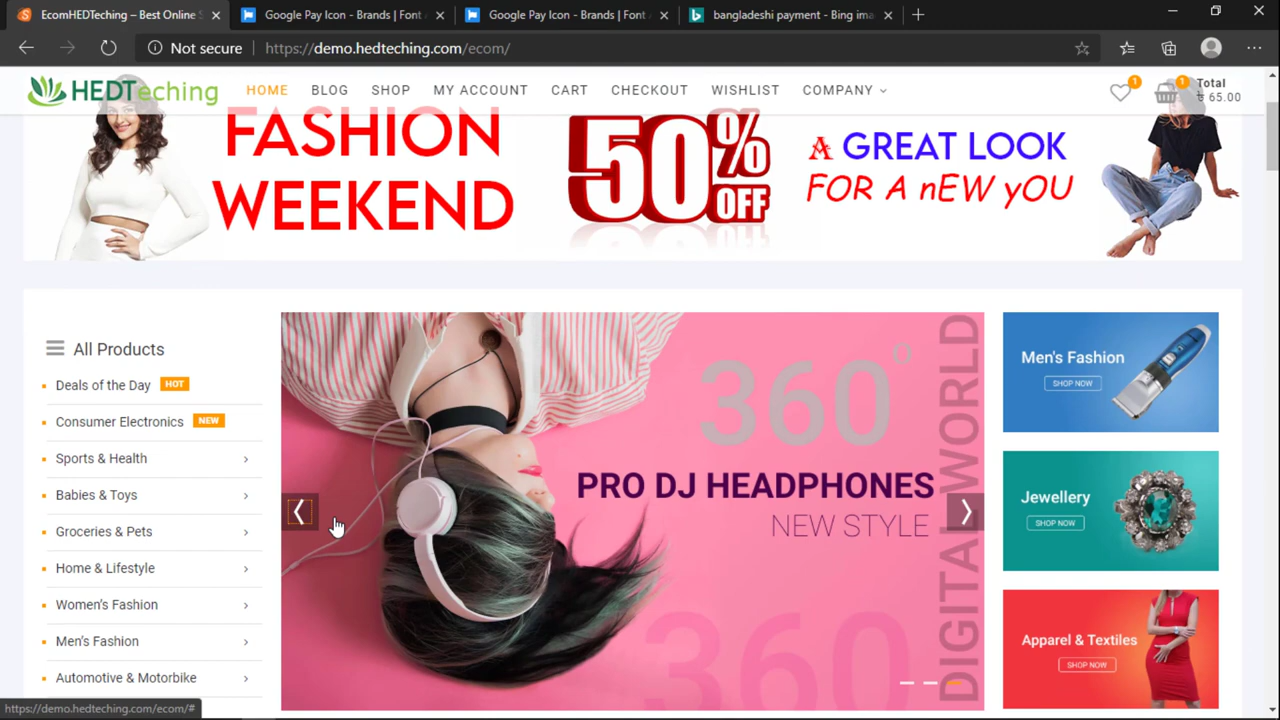 EcomHEDTeching – Best Online S
Google Pay Icon - Brands | Font A
Google Pay Icon - Brands | Font A
bangladeshi payment - Bing ima
Not secure
https://demo.hedteching.com/ecom/
HEDTeching
HOME
BLOG
SHOP
MY ACCOUNT
CART
CHECKOUT
WISHLIST
COMPANY
1
1
Total
৳ 65.00
FASHION
WEEKEND
50% OFF
A GREAT LOOK
FOR A nEW yOU
All Products
Deals of the Day HOT
Consumer Electronics NEW
Sports & Health
Babies & Toys
Groceries & Pets
Home & Lifestyle
Women’s Fashion
Men’s Fashion
Automotive & Motorbike
360°
PRO DJ HEADPHONES
NEW STYLE
DIGITAL WORLD
360
Men's Fashion
SHOP NOW
Jewellery
SHOP NOW
Apparel & Textiles
SHOP NOW
https://demo.hedteching.com/ecom/#